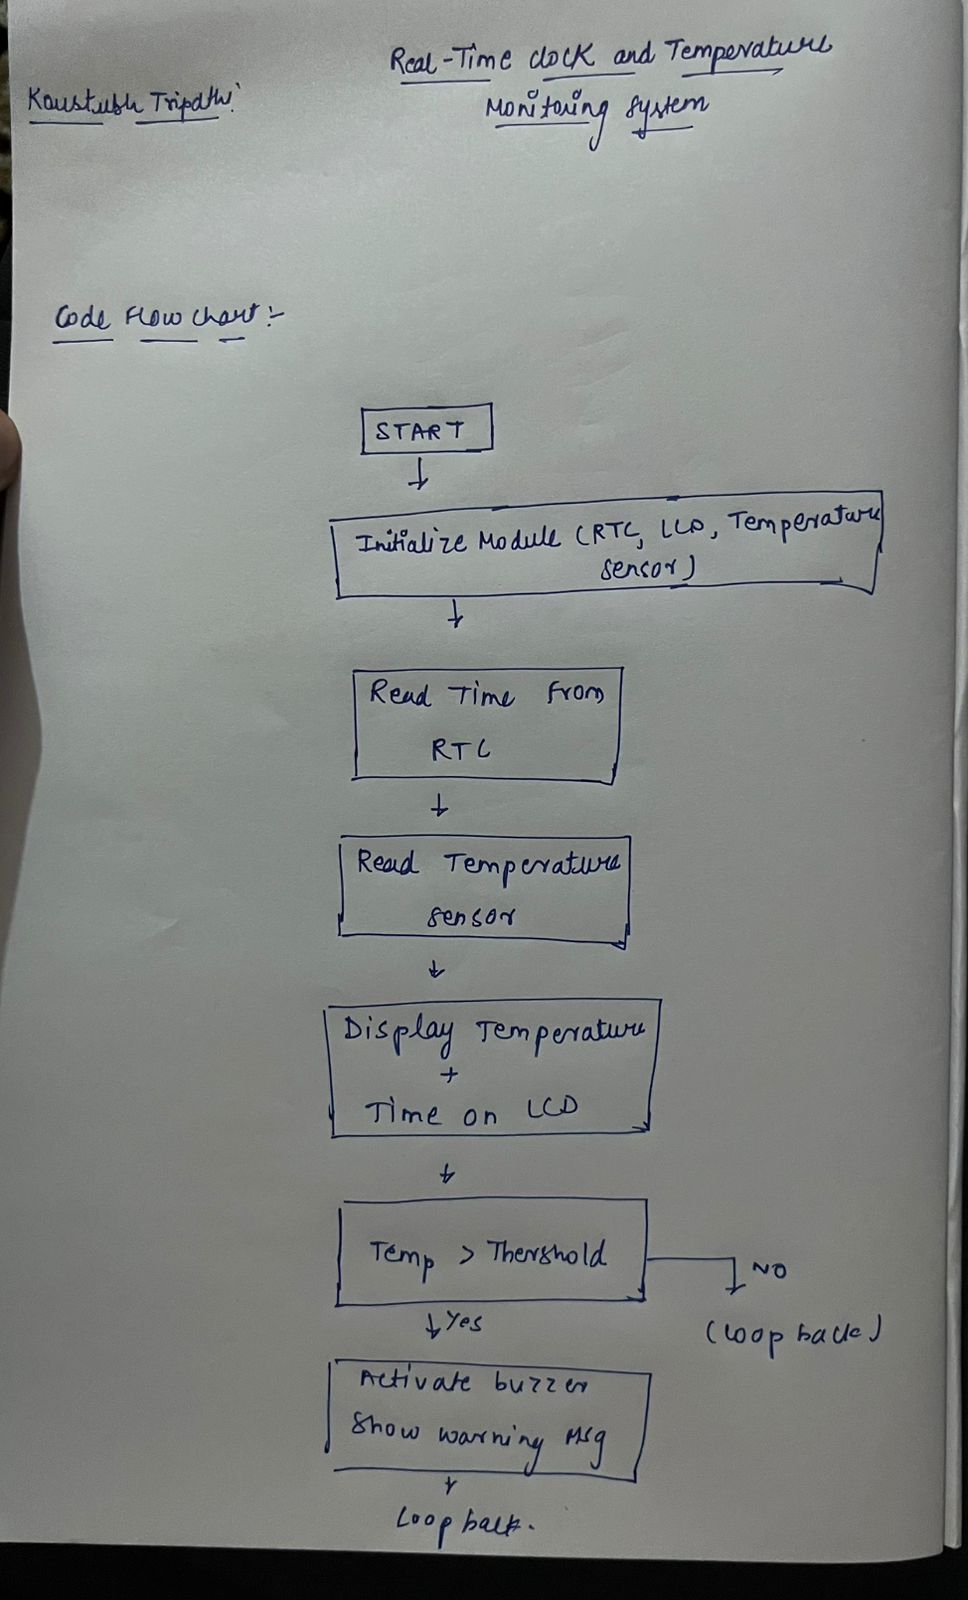 Real-Time clock and Temperature
Monitoring system
Kaustubh Tripathi
Code Flow chart :-
START
Initialize Module (RTC, LCD, Temperature
sensor)
Read Time From
RTC
Read Temperature
sensor
Display Temperature
+
Time on LCD
Temp > Thershold
NO
(Loop back)
Yes
Activate buzzer
Show warning Msg
Loop back.